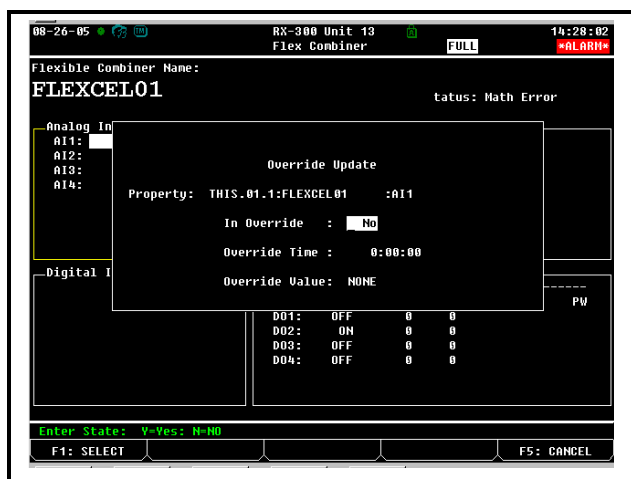 08-26-05 RX-300 Unit 13 14:28:02
Flex Combiner FULL *ALARM*
Flexible Combiner Name:
FLEXCEL01
tatus: Math Error
Analog In
AI1:
AI2:
AI3:
AI4:
Override Update
Property: THIS.01.1:FLEXCEL01 :AI1
In Override : No
Override Time : 0:00:00
Override Value: NONE
Digital I
------
PW
DO1: OFF 0 0
DO2: ON 0 0
DO3: OFF 0 0
DO4: OFF 0 0
Enter State: Y=Yes: N=NO
F1: SELECT F5: CANCEL